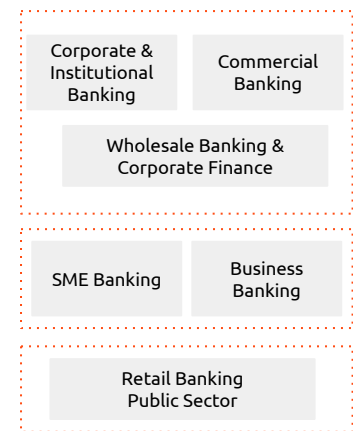 Corporate &
Institutional
Banking
Commercial
Banking
Wholesale Banking &
Corporate Finance
SME Banking
Business
Banking
Retail Banking
Public Sector